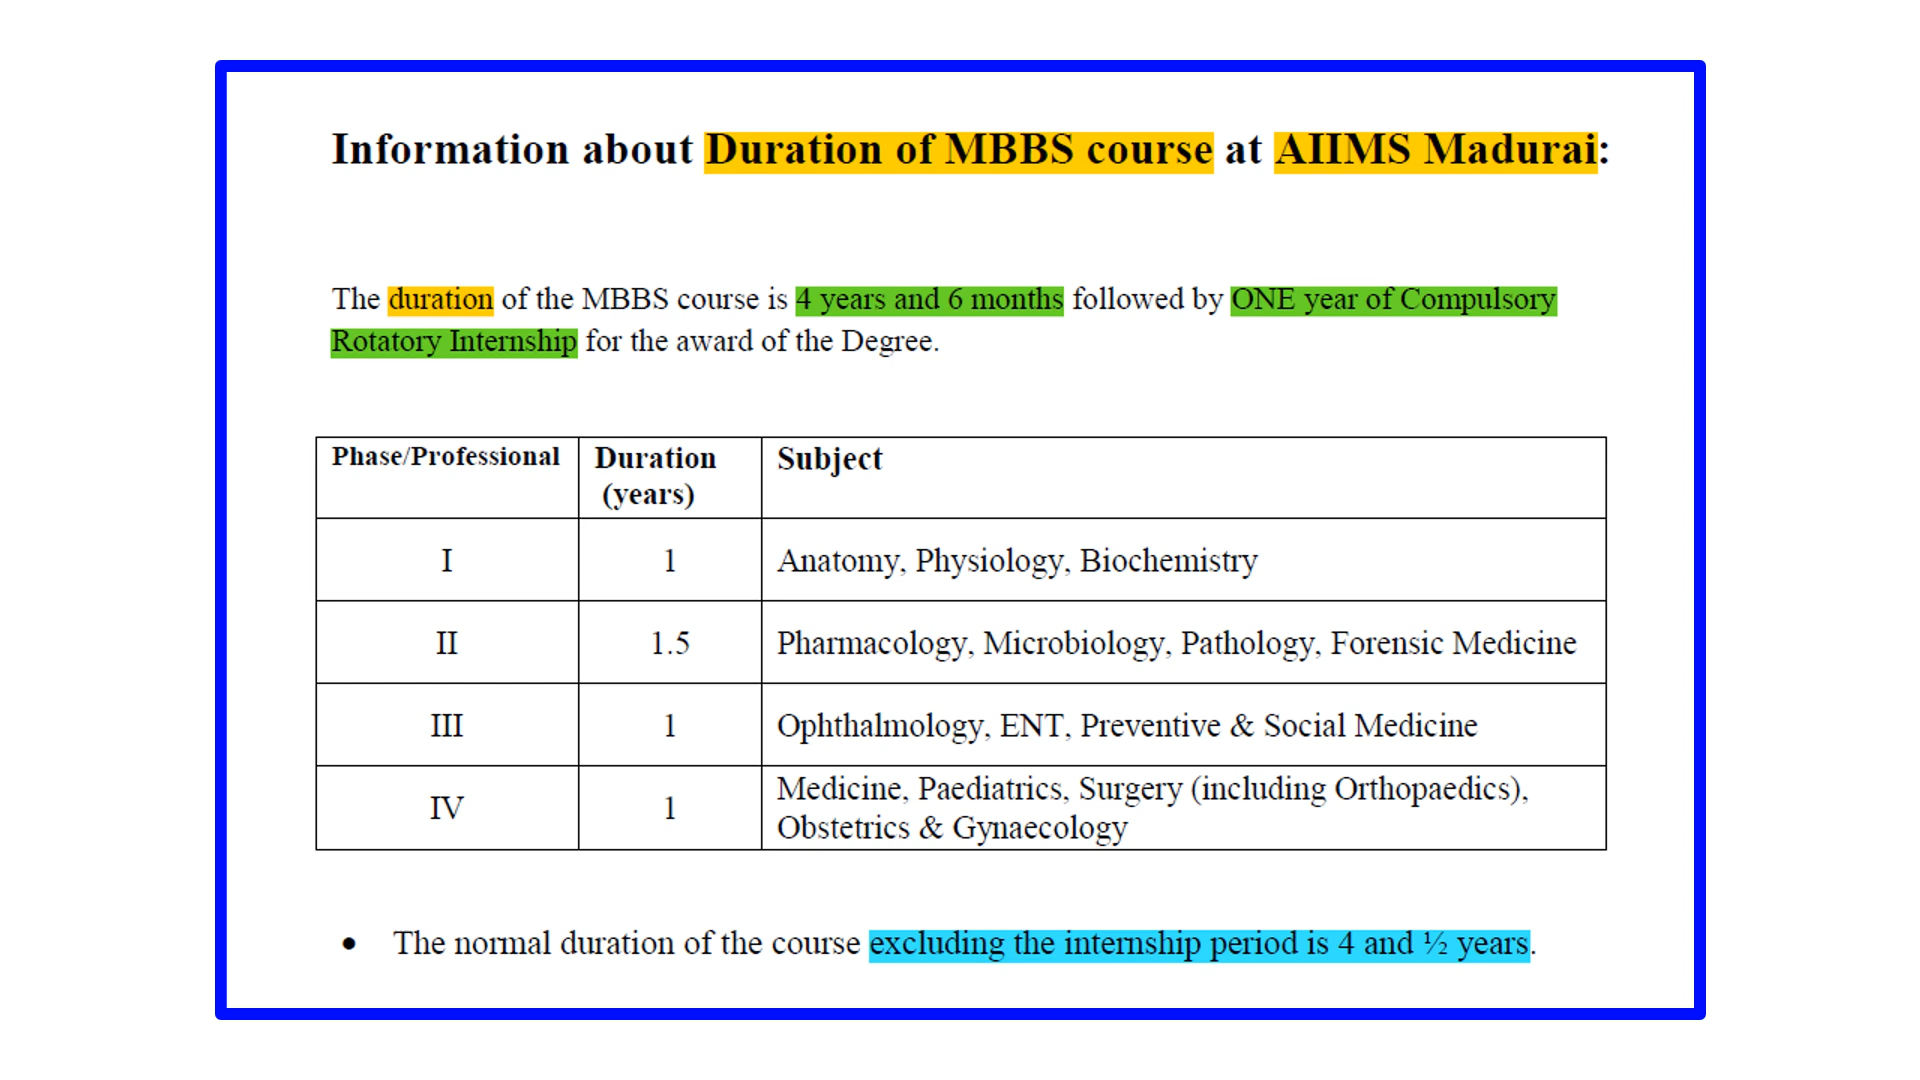 Information about Duration of MBBS course at AIIMS Madurai:
The duration of the MBBS course is 4 years and 6 months followed by ONE year of Compulsory
Rotatory Internship for the award of the Degree.
Phase/Professional Duration (years) Subject
I 1 Anatomy, Physiology, Biochemistry
II 1.5 Pharmacology, Microbiology, Pathology, Forensic Medicine
III 1 Ophthalmology, ENT, Preventive & Social Medicine
IV 1 Medicine, Paediatrics, Surgery (including Orthopaedics),
Obstetrics & Gynaecology
• The normal duration of the course excluding the internship period is 4 and ½ years.